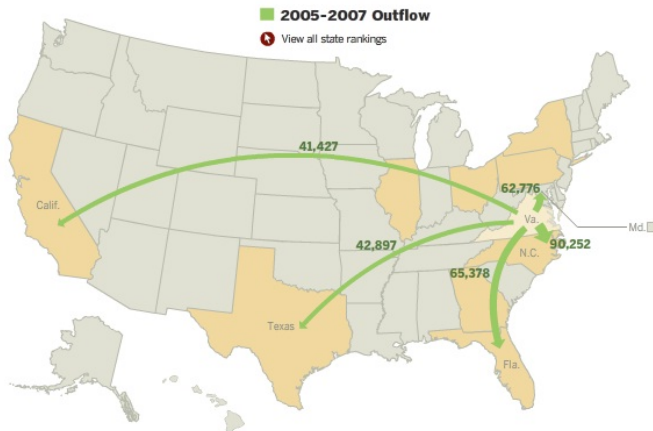 2005-2007 Outflow
View all state rankings
41,427
62,776
Calif.
Va.
Md.
42,897
90,252
N.C.
65,378
Texas
Fla.